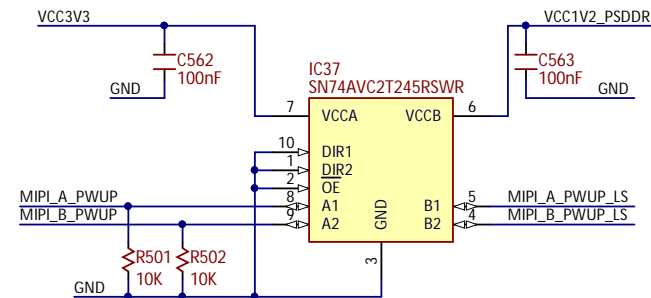 VCC3V3
VCC1V2_PSDDR
C562
100nF
GND
C563
100nF
GND
IC37
SN74AVC2T245RSWR
7
VCCA
VCCB
6
10
DIR1
1
DIR2
2
OE
MIPI_A_PWUP
8
A1
B1
5
MIPI_A_PWUP_LS
MIPI_B_PWUP
9
A2
B2
4
MIPI_B_PWUP_LS
GND
3
R501
10K
R502
10K
GND